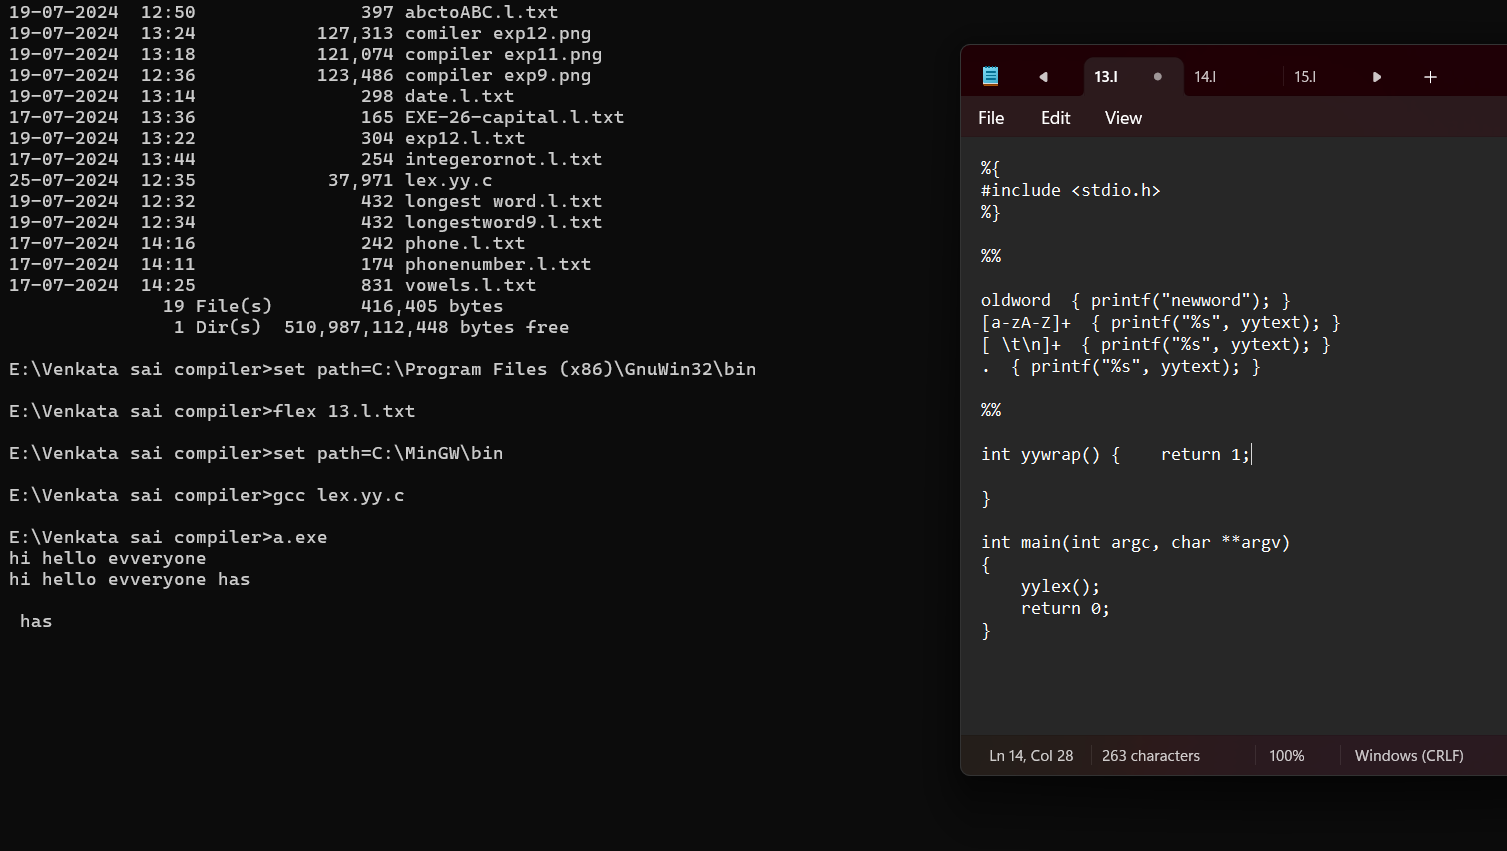 19-07-2024  12:50               397 abctoABC.l.txt
19-07-2024  13:24           127,313 comiler exp12.png
19-07-2024  13:18           121,074 compiler exp11.png
19-07-2024  12:36           123,486 compiler exp9.png
19-07-2024  13:14               298 date.l.txt
17-07-2024  13:36               165 EXE-26-capital.l.txt
19-07-2024  13:22               304 exp12.l.txt
17-07-2024  13:44               254 integerornot.l.txt
25-07-2024  12:35            37,971 lex.yy.c
19-07-2024  12:32               432 longest word.l.txt
19-07-2024  12:34               432 longestword9.l.txt
17-07-2024  14:16               242 phone.l.txt
17-07-2024  14:11               174 phonenumber.l.txt
17-07-2024  14:25               831 vowels.l.txt
19 File(s)        416,405 bytes
1 Dir(s)  510,987,112,448 bytes free
E:\Venkata sai compiler>set path=C:\Program Files (x86)\GnuWin32\bin
E:\Venkata sai compiler>flex 13.l.txt
E:\Venkata sai compiler>set path=C:\MinGW\bin
E:\Venkata sai compiler>gcc lex.yy.c
E:\Venkata sai compiler>a.exe
hi hello evveryone
hi hello evveryone has
has
13.l
14.l
15.l
File Edit View
%{
#include <stdio.h>
%}
%%
oldword  { printf("newword"); }
[a-zA-Z]+  { printf("%s", yytext); }
[ \t\n]+  { printf("%s", yytext); }
.  { printf("%s", yytext); }
%%
int yywrap() {    return 1;
}
int main(int argc, char **argv)
{
    yylex();
    return 0;
}
Ln 14, Col 28 263 characters 100% Windows (CRLF)